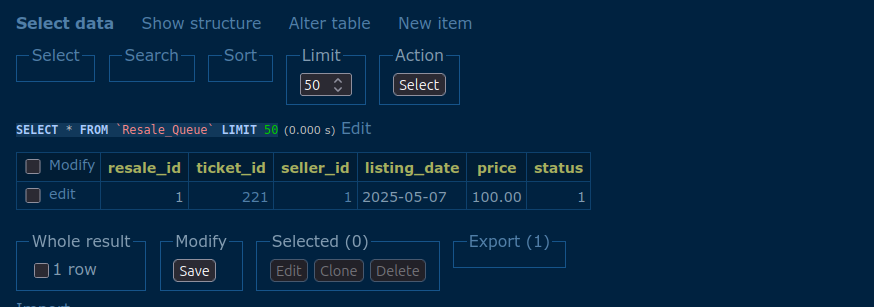 Select data Show structure Alter table New item
Select Search Sort Limit Action
50 Select
SELECT * FROM `Resale_Queue` LIMIT 50 (0.000 s) Edit
Modify resale_id ticket_id seller_id listing_date price status
edit 1 221 1 2025-05-07 100.00 1
Whole result Modify Selected (0) Export (1)
1 row Save Edit Clone Delete
Import